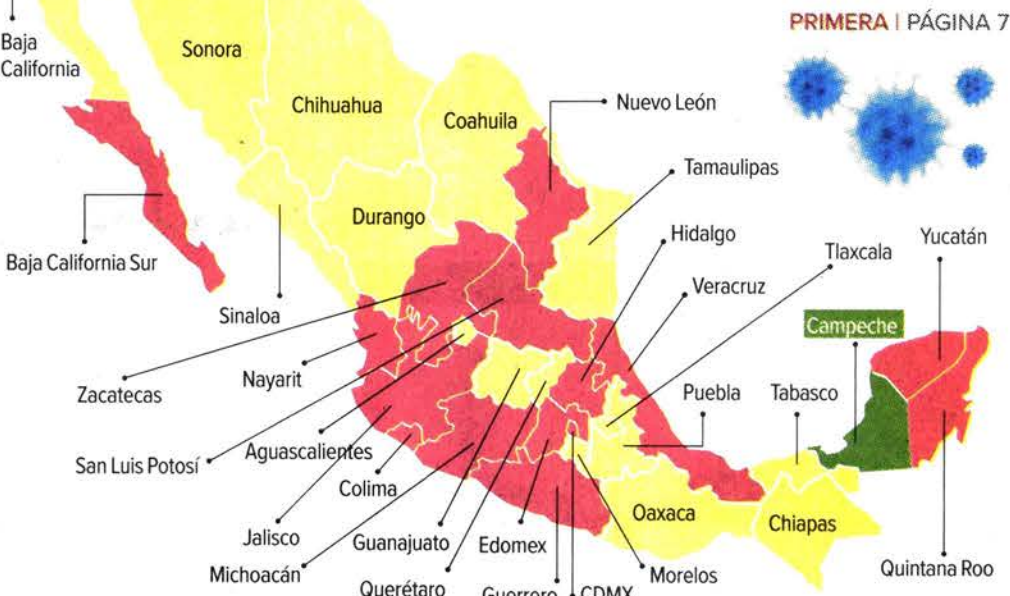 PRIMERA | PÁGINA 7
Baja
California
Sonora
Chihuahua
Coahuila
Nuevo León
Tamaulipas
Durango
Hidalgo
Tlaxcala
Yucatán
Baja California Sur
Sinaloa
Veracruz
Campeche
Zacatecas
Nayarit
Puebla
Tabasco
San Luis Potosí
Aguascalientes
Colima
Oaxaca
Chiapas
Jalisco
Guanajuato
Edomex
Michoacán
Morelos
Quintana Roo
Querétaro
Guerrero
CDMX